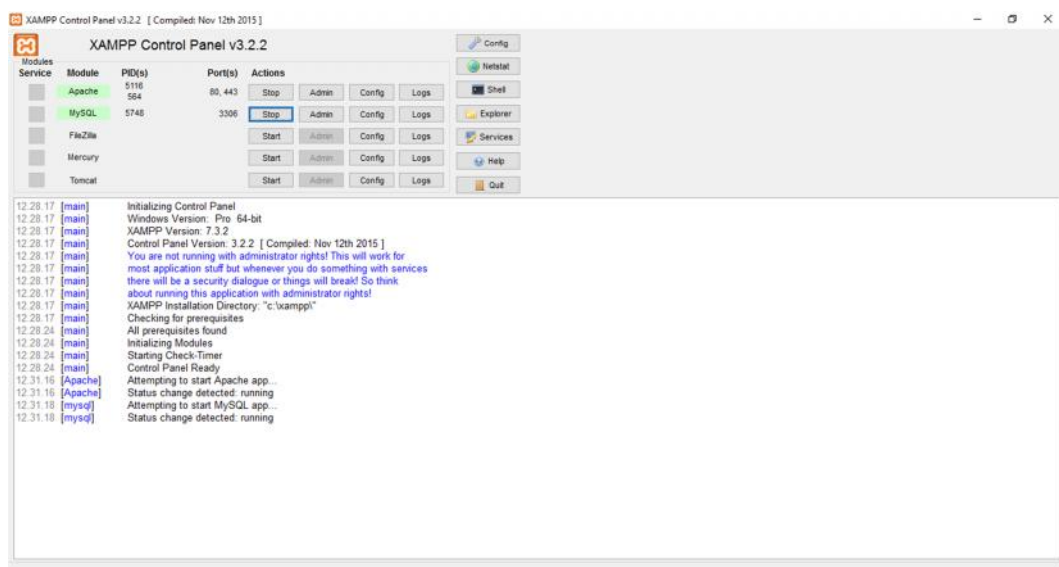 XAMPP Control Panel v3.2.2 [ Compiled: Nov 12th 2015 ]
XAMPP Control Panel v3.2.2
Config
Modules
Netstat
Service Module PID(s) Port(s) Actions
Apache 5116 564 80, 443 Stop Admin Config Logs
Shell
MySQL 5748 3306 Stop Admin Config Logs
Explorer
FileZilla Start Admin Config Logs
Services
Mercury Start Admin Config Logs
Help
Tomcat Start Admin Config Logs
Quit
12.28.17 [main] Initializing Control Panel
12.28.17 [main] Windows Version: Pro 64-bit
12.28.17 [main] XAMPP Version: 7.3.2
12.28.17 [main] Control Panel Version: 3.2.2 [ Compiled: Nov 12th 2015 ]
12.28.17 [main] You are not running with administrator rights! This will work for
12.28.17 [main] most application stuff but whenever you do something with services
12.28.17 [main] there will be a security dialogue or things will break! So think
12.28.17 [main] about running this application with administrator rights!
12.28.17 [main] XAMPP Installation Directory: "c:\xampp\"
12.28.17 [main] Checking for prerequisites
12.28.24 [main] All prerequisites found
12.28.24 [main] Initializing Modules
12.28.24 [main] Starting Check-Timer
12.28.24 [main] Control Panel Ready
12.31.16 [Apache] Attempting to start Apache app...
12.31.16 [Apache] Status change detected: running
12.31.18 [mysql] Attempting to start MySQL app...
12.31.18 [mysql] Status change detected: running